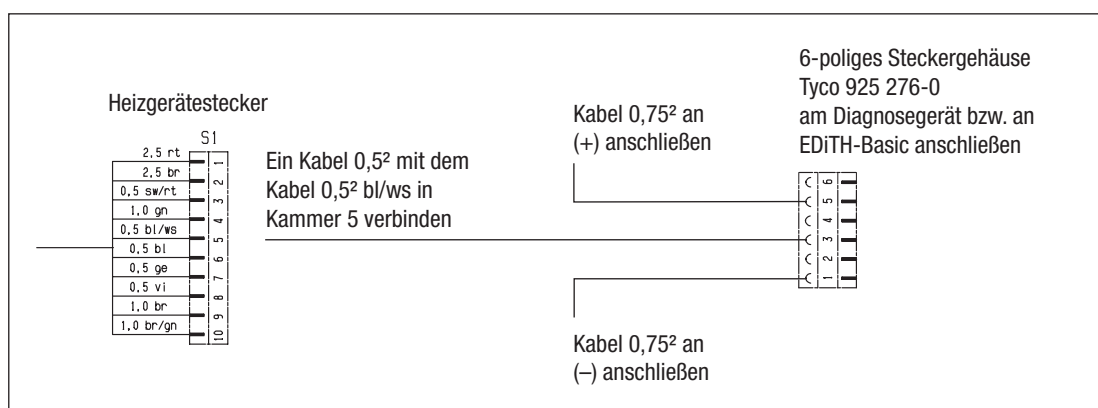 6-poliges Steckergehäuse
Tyco 925 276-0
am Diagnosegerät bzw. an
EDiTH-Basic anschließen
Heizgerätestecker
S1
2,5 rt
1
2,5 br
2
0,5 sw/rt
3
1,0 gn
4
0,5 bl/ws
5
0,5 bl
6
0,5 ge
7
0,5 vi
8
1,0 br
9
1,0 br/gn
10
Ein Kabel 0,5² mit dem
Kabel 0,5² bl/ws in
Kammer 5 verbinden
Kabel 0,75² an
(+) anschließen
6
5
4
3
2
1
Kabel 0,75² an
(–) anschließen